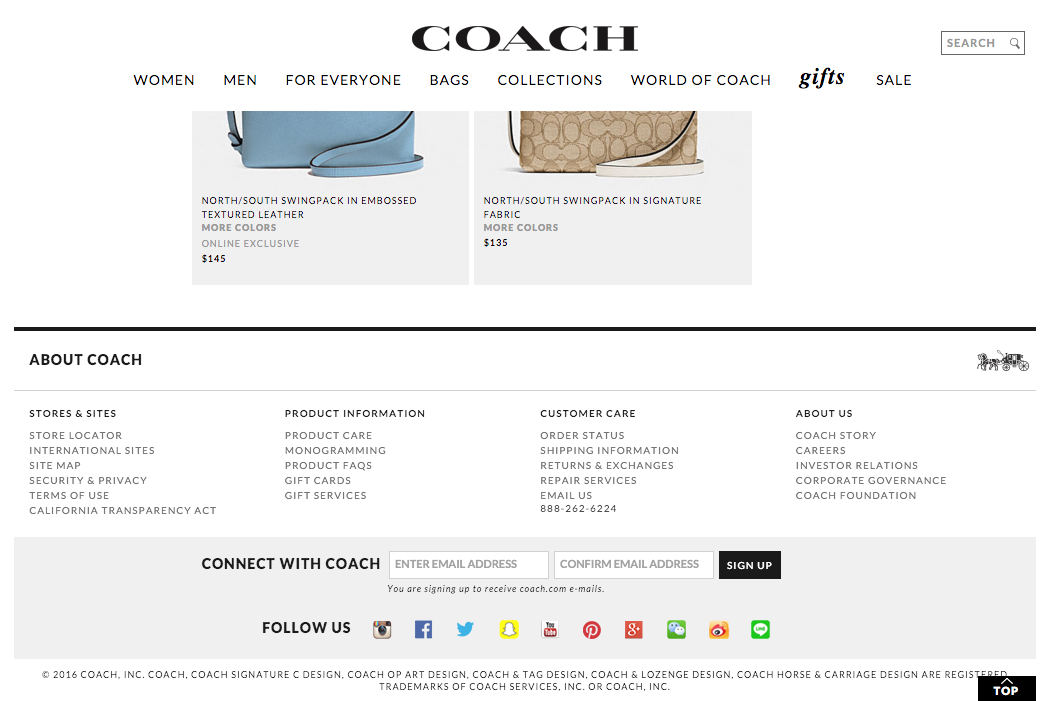 COACH
SEARCH
WOMEN MEN FOR EVERYONE BAGS COLLECTIONS WORLD OF COACH gifts SALE
NORTH/SOUTH SWINGPACK IN EMBOSSED
TEXTURED LEATHER
MORE COLORS
ONLINE EXCLUSIVE
$145
NORTH/SOUTH SWINGPACK IN SIGNATURE
FABRIC
MORE COLORS
$135
ABOUT COACH
STORES & SITES
STORE LOCATOR
INTERNATIONAL SITES
SITE MAP
SECURITY & PRIVACY
TERMS OF USE
CALIFORNIA TRANSPARENCY ACT
PRODUCT INFORMATION
PRODUCT CARE
MONOGRAMMING
PRODUCT FAQS
GIFT CARDS
GIFT SERVICES
CUSTOMER CARE
ORDER STATUS
SHIPPING INFORMATION
RETURNS & EXCHANGES
REPAIR SERVICES
EMAIL US
888-262-6224
ABOUT US
COACH STORY
CAREERS
INVESTOR RELATIONS
CORPORATE GOVERNANCE
COACH FOUNDATION
CONNECT WITH COACH ENTER EMAIL ADDRESS CONFIRM EMAIL ADDRESS SIGN UP
You are signing up to receive coach.com e-mails.
FOLLOW US
You
Tube
LINE
© 2016 COACH, INC. COACH, COACH SIGNATURE C DESIGN, COACH OP ART DESIGN, COACH & TAG DESIGN, COACH & LOZENGE DESIGN, COACH HORSE & CARRIAGE DESIGN ARE REGISTERED
TRADEMARKS OF COACH SERVICES, INC. OR COACH, INC.
TOP